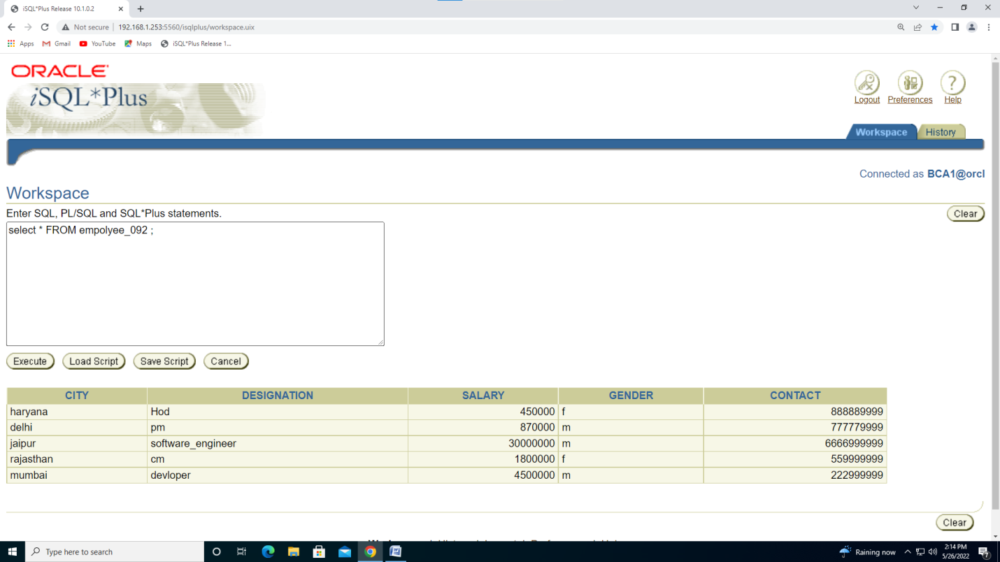 iSQL*Plus Release 10.1.0.2
Not secure 192.168.1.253:5560/isqlplus/workspace.uix
Apps Gmail YouTube Maps iSQL*Plus Release 1...
ORACLE
iSQL*Plus
Logout Preferences Help
Workspace History
Connected as BCA1@orcl
Workspace
Enter SQL, PL/SQL and SQL*Plus statements.
Clear
select * FROM empolyee_092 ;
Execute Load Script Save Script Cancel
CITY DESIGNATION SALARY GENDER CONTACT
haryana Hod 450000 f 888889999
delhi pm 870000 m 777779999
jaipur software_engineer 30000000 m 6666999999
rajasthan cm 1800000 f 559999999
mumbai devloper 4500000 m 222999999
Clear
Type here to search
Raining now
2:14 PM
5/26/2022
7